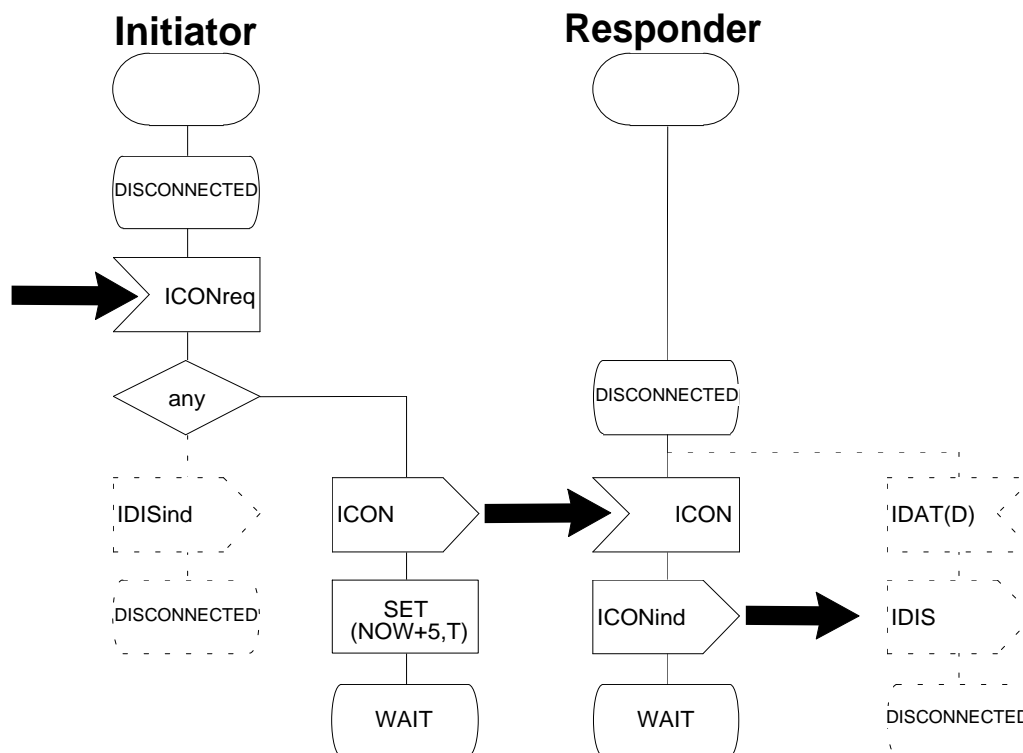 Initiator
Responder
DISCONNECTED
ICONreq
any
DISCONNECTED
IDISind
ICON
ICON
IDAT(D)
DISCONNECTED
SET
(NOW+5,T)
ICONind
IDIS
WAIT
WAIT
DISCONNECTED